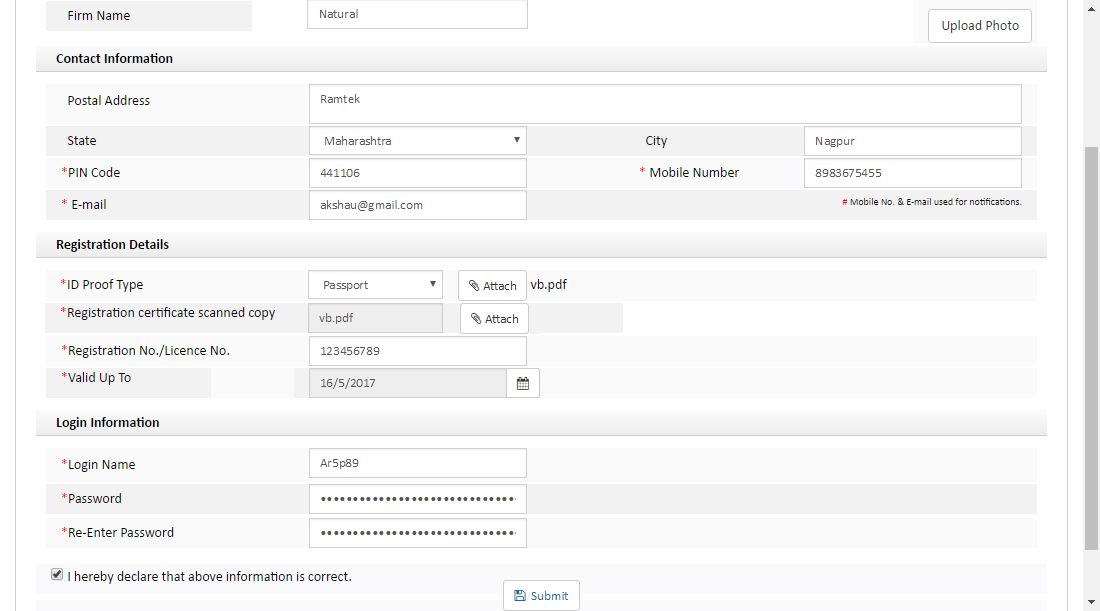 Firm Name Natural
Upload Photo
Contact Information
Postal Address Ramtek
State Maharashtra City Nagpur
*PIN Code 441106 * Mobile Number 8983675455
* E-mail akshau@gmail.com # Mobile No. & E-mail used for notifications.
Registration Details
*ID Proof Type Passport Attach vb.pdf
*Registration certificate scanned copy vb.pdf Attach
*Registration No./Licence No. 123456789
*Valid Up To 16/5/2017
Login Information
*Login Name Ar5p89
*Password ••••••••••••••••••••••••••••••
*Re-Enter Password ••••••••••••••••••••••••••••••
I hereby declare that above information is correct.
Submit